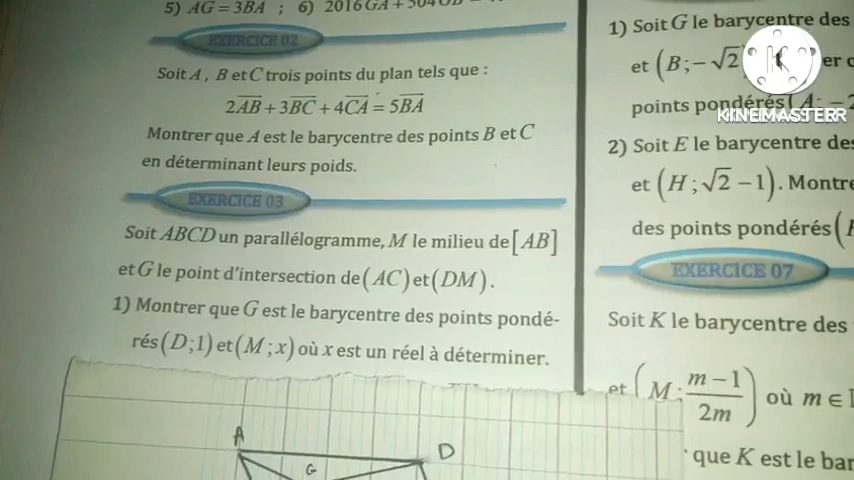 5) AG = 3BA ; 6) 2016GA + 504
EXERCICE 02
Soit A, B et C trois points du plan tels que :
2AB + 3BC + 4CA = 5BA
Montrer que A est le barycentre des points B et C
en déterminant leurs poids.
EXERCICE 03
Soit ABCD un parallélogramme, M le milieu de [AB]
et G le point d'intersection de (AC) et (DM).
1) Montrer que G est le barycentre des points pondé-
rés (D;1) et (M;x) où x est un réel à déterminer.
A
D
G
1) Soit G le barycentre des
et (B;-√2
K
KINEMASTER
points pondérés (A; -2
2) Soit E le barycentre des
et (H;√2 -1). Montre
des points pondérés (
EXERCICE 07
Soit K le barycentre des
et (M; m-1/2m) où m ∈
que K est le bar